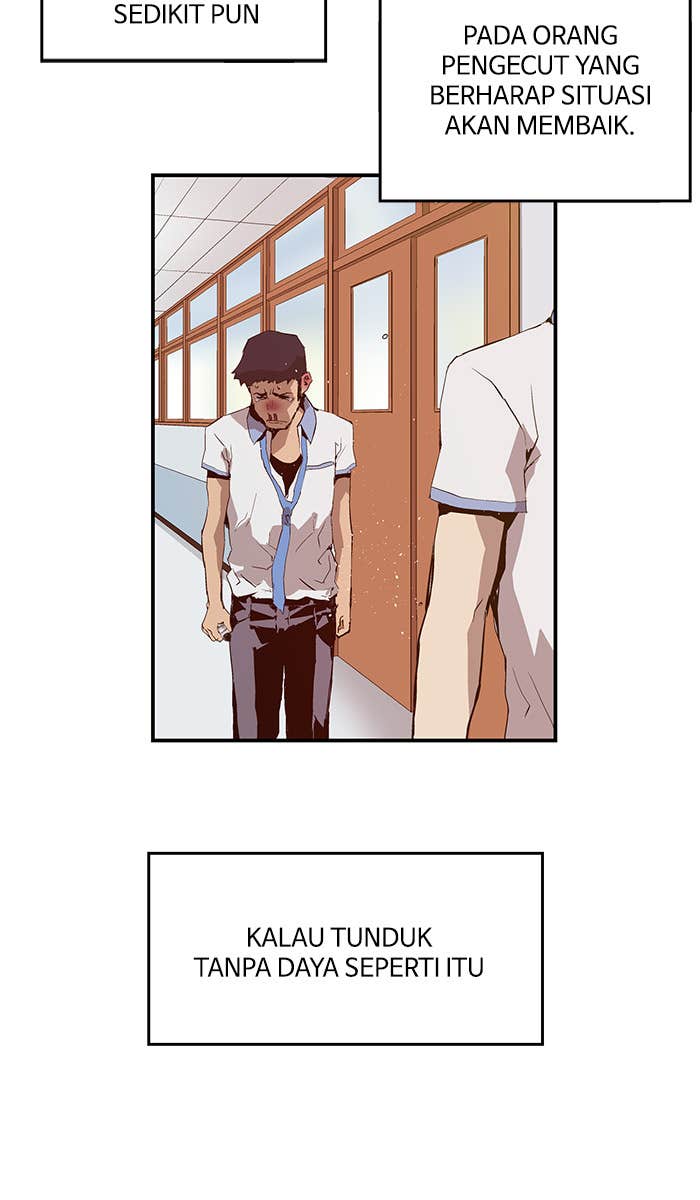 SEDIKIT PUN
PADA ORANG
PENGECUT YANG
BERHARAP SITUASI
AKAN MEMBAIK.
KALAU TUNDUK
TANPA DAYA SEPERTI ITU